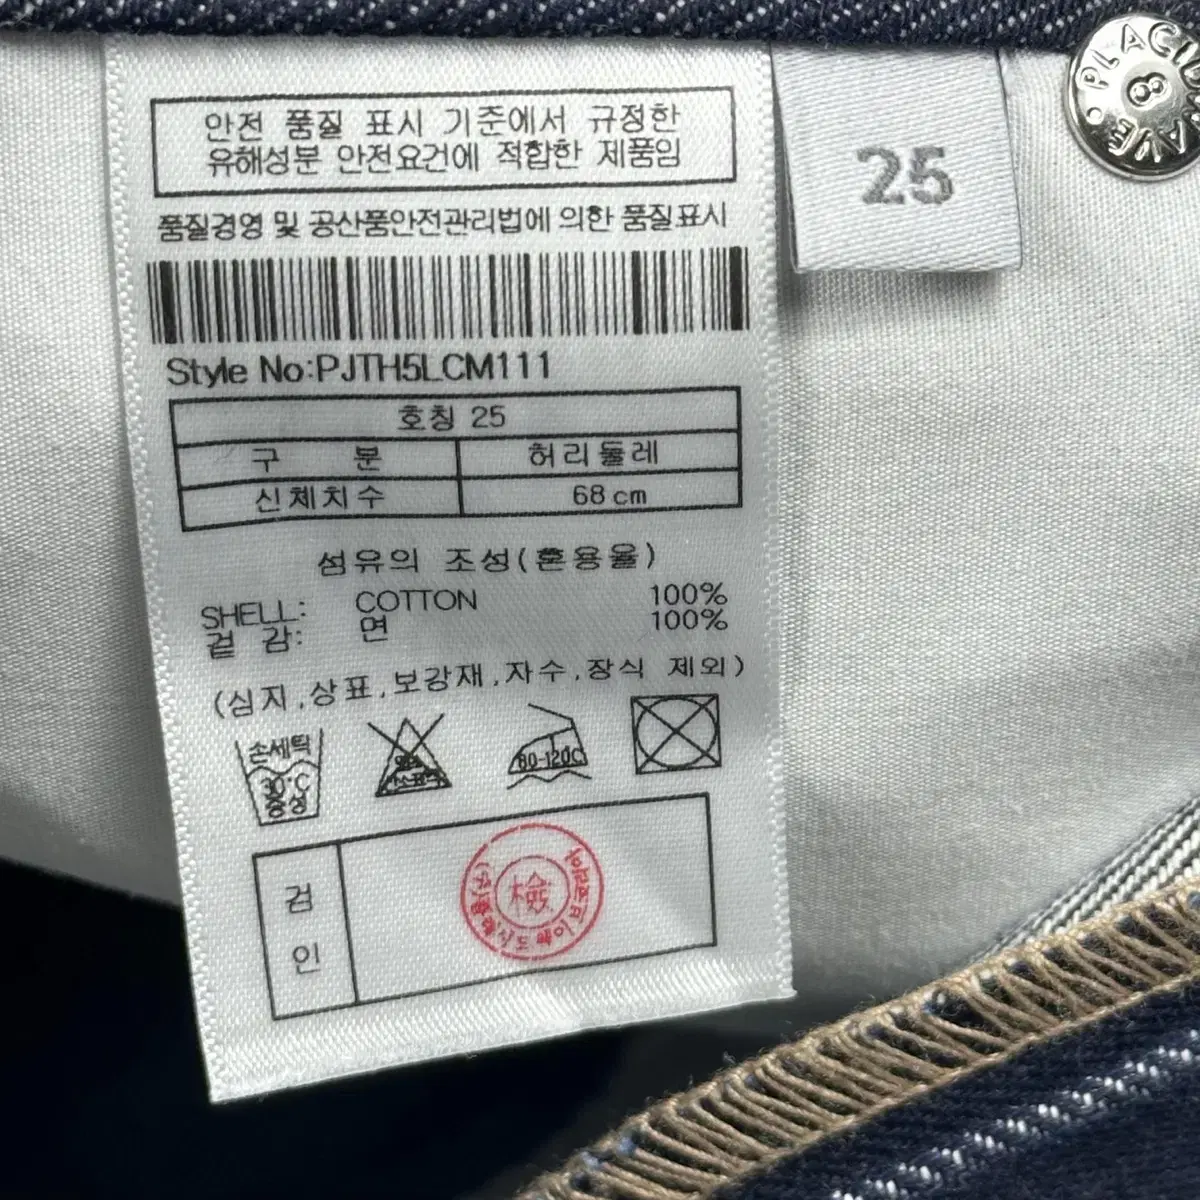 안전 품질 표시 기준에서 규정한
유해성분 안전요건에 적합한 제품임
품질경영 및 공산품안전관리법에 의한 품질표시
Style No:PJTH5LCM111
호칭 25
구 분 허리둘레
신체치수 68cm
섬유의 조성(혼용율)
SHELL: COTTON 100%
겉 감: 면 100%
(심지,상표,보강재,자수,장식 제외)
손세탁
30°C
중성
80-120C
검
인
檢
25
8